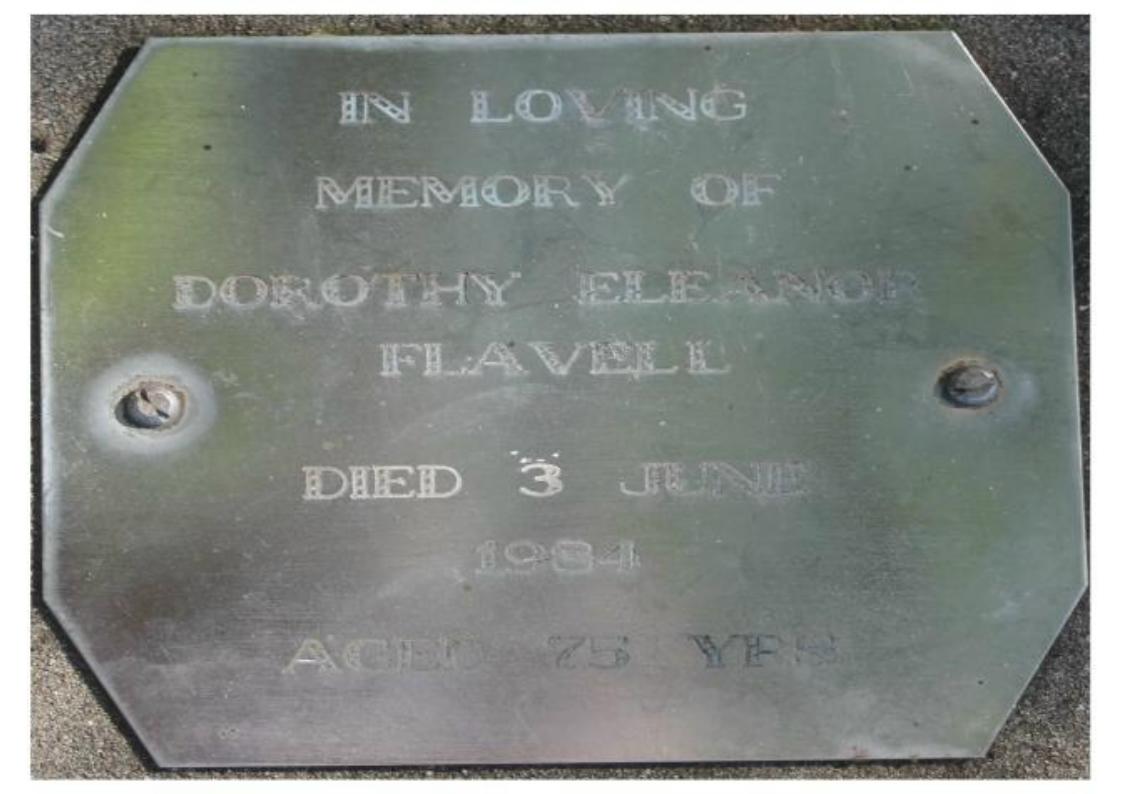 IN LOVING
MEMORY OF
DOROTHY ELEANOR
FLAVELL
DIED 3 JUNE
1984
AGED 75 YRS